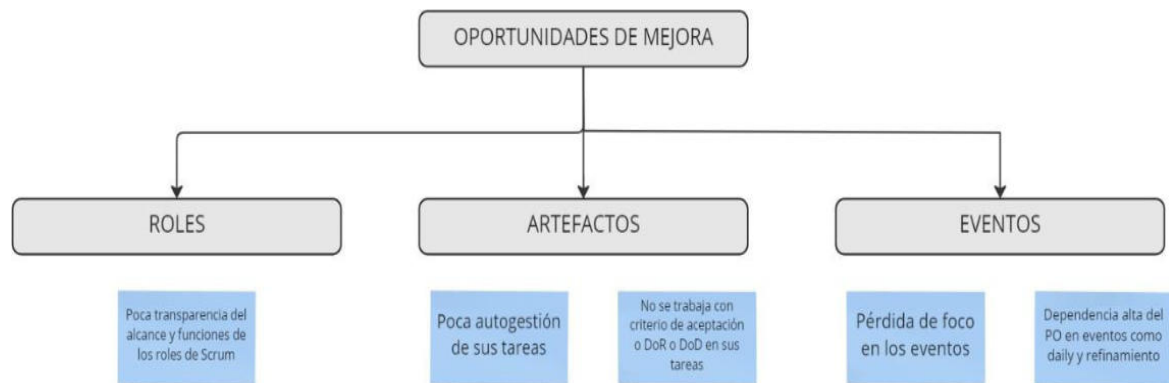 OPORTUNIDADES DE MEJORA
ROLES
ARTEFACTOS
EVENTOS
Poca transparencia del
alcance y funciones de
los roles de Scrum
Poca autogestión
de sus tareas
No se trabaja con
criterio de aceptación
o DoR o DoD en sus
tareas
Pérdida de foco
en los eventos
Dependencia alta del
PO en eventos como
daily y refinamiento